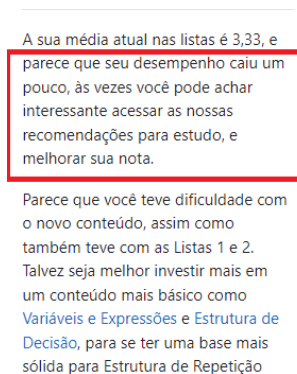 A sua média atual nas listas é 3,33, e
parece que seu desempenho caiu um
pouco, às vezes você pode achar
interessante acessar as nossas
recomendações para estudo, e
melhorar sua nota.
Parece que você teve dificuldade com
o novo conteúdo, assim como
também teve com as Listas 1 e 2.
Talvez seja melhor investir mais em
um conteúdo mais básico como
Variáveis e Expressões e Estrutura de
Decisão, para se ter uma base mais
sólida para Estrutura de Repetição